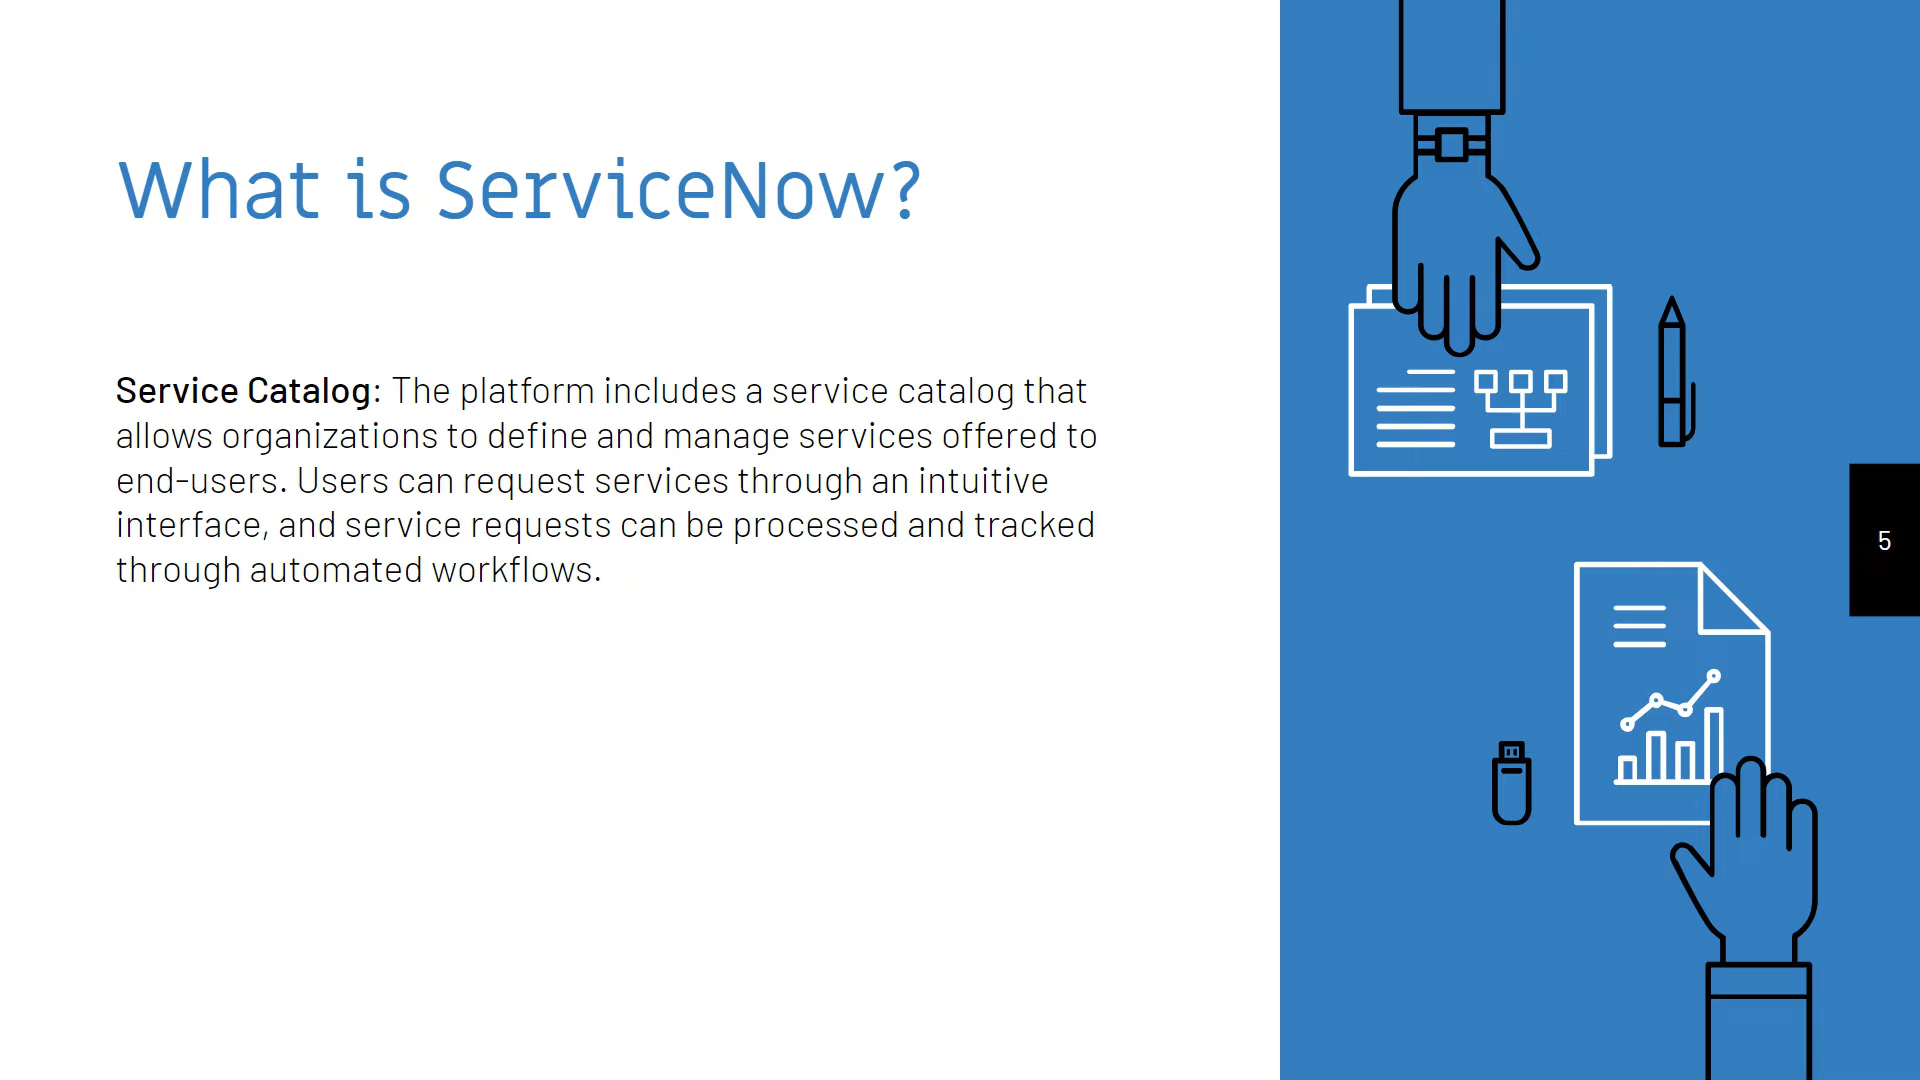 What is ServiceNow?
Service Catalog: The platform includes a service catalog that
allows organizations to define and manage services offered to
end-users. Users can request services through an intuitive
interface, and service requests can be processed and tracked
through automated workflows.
5